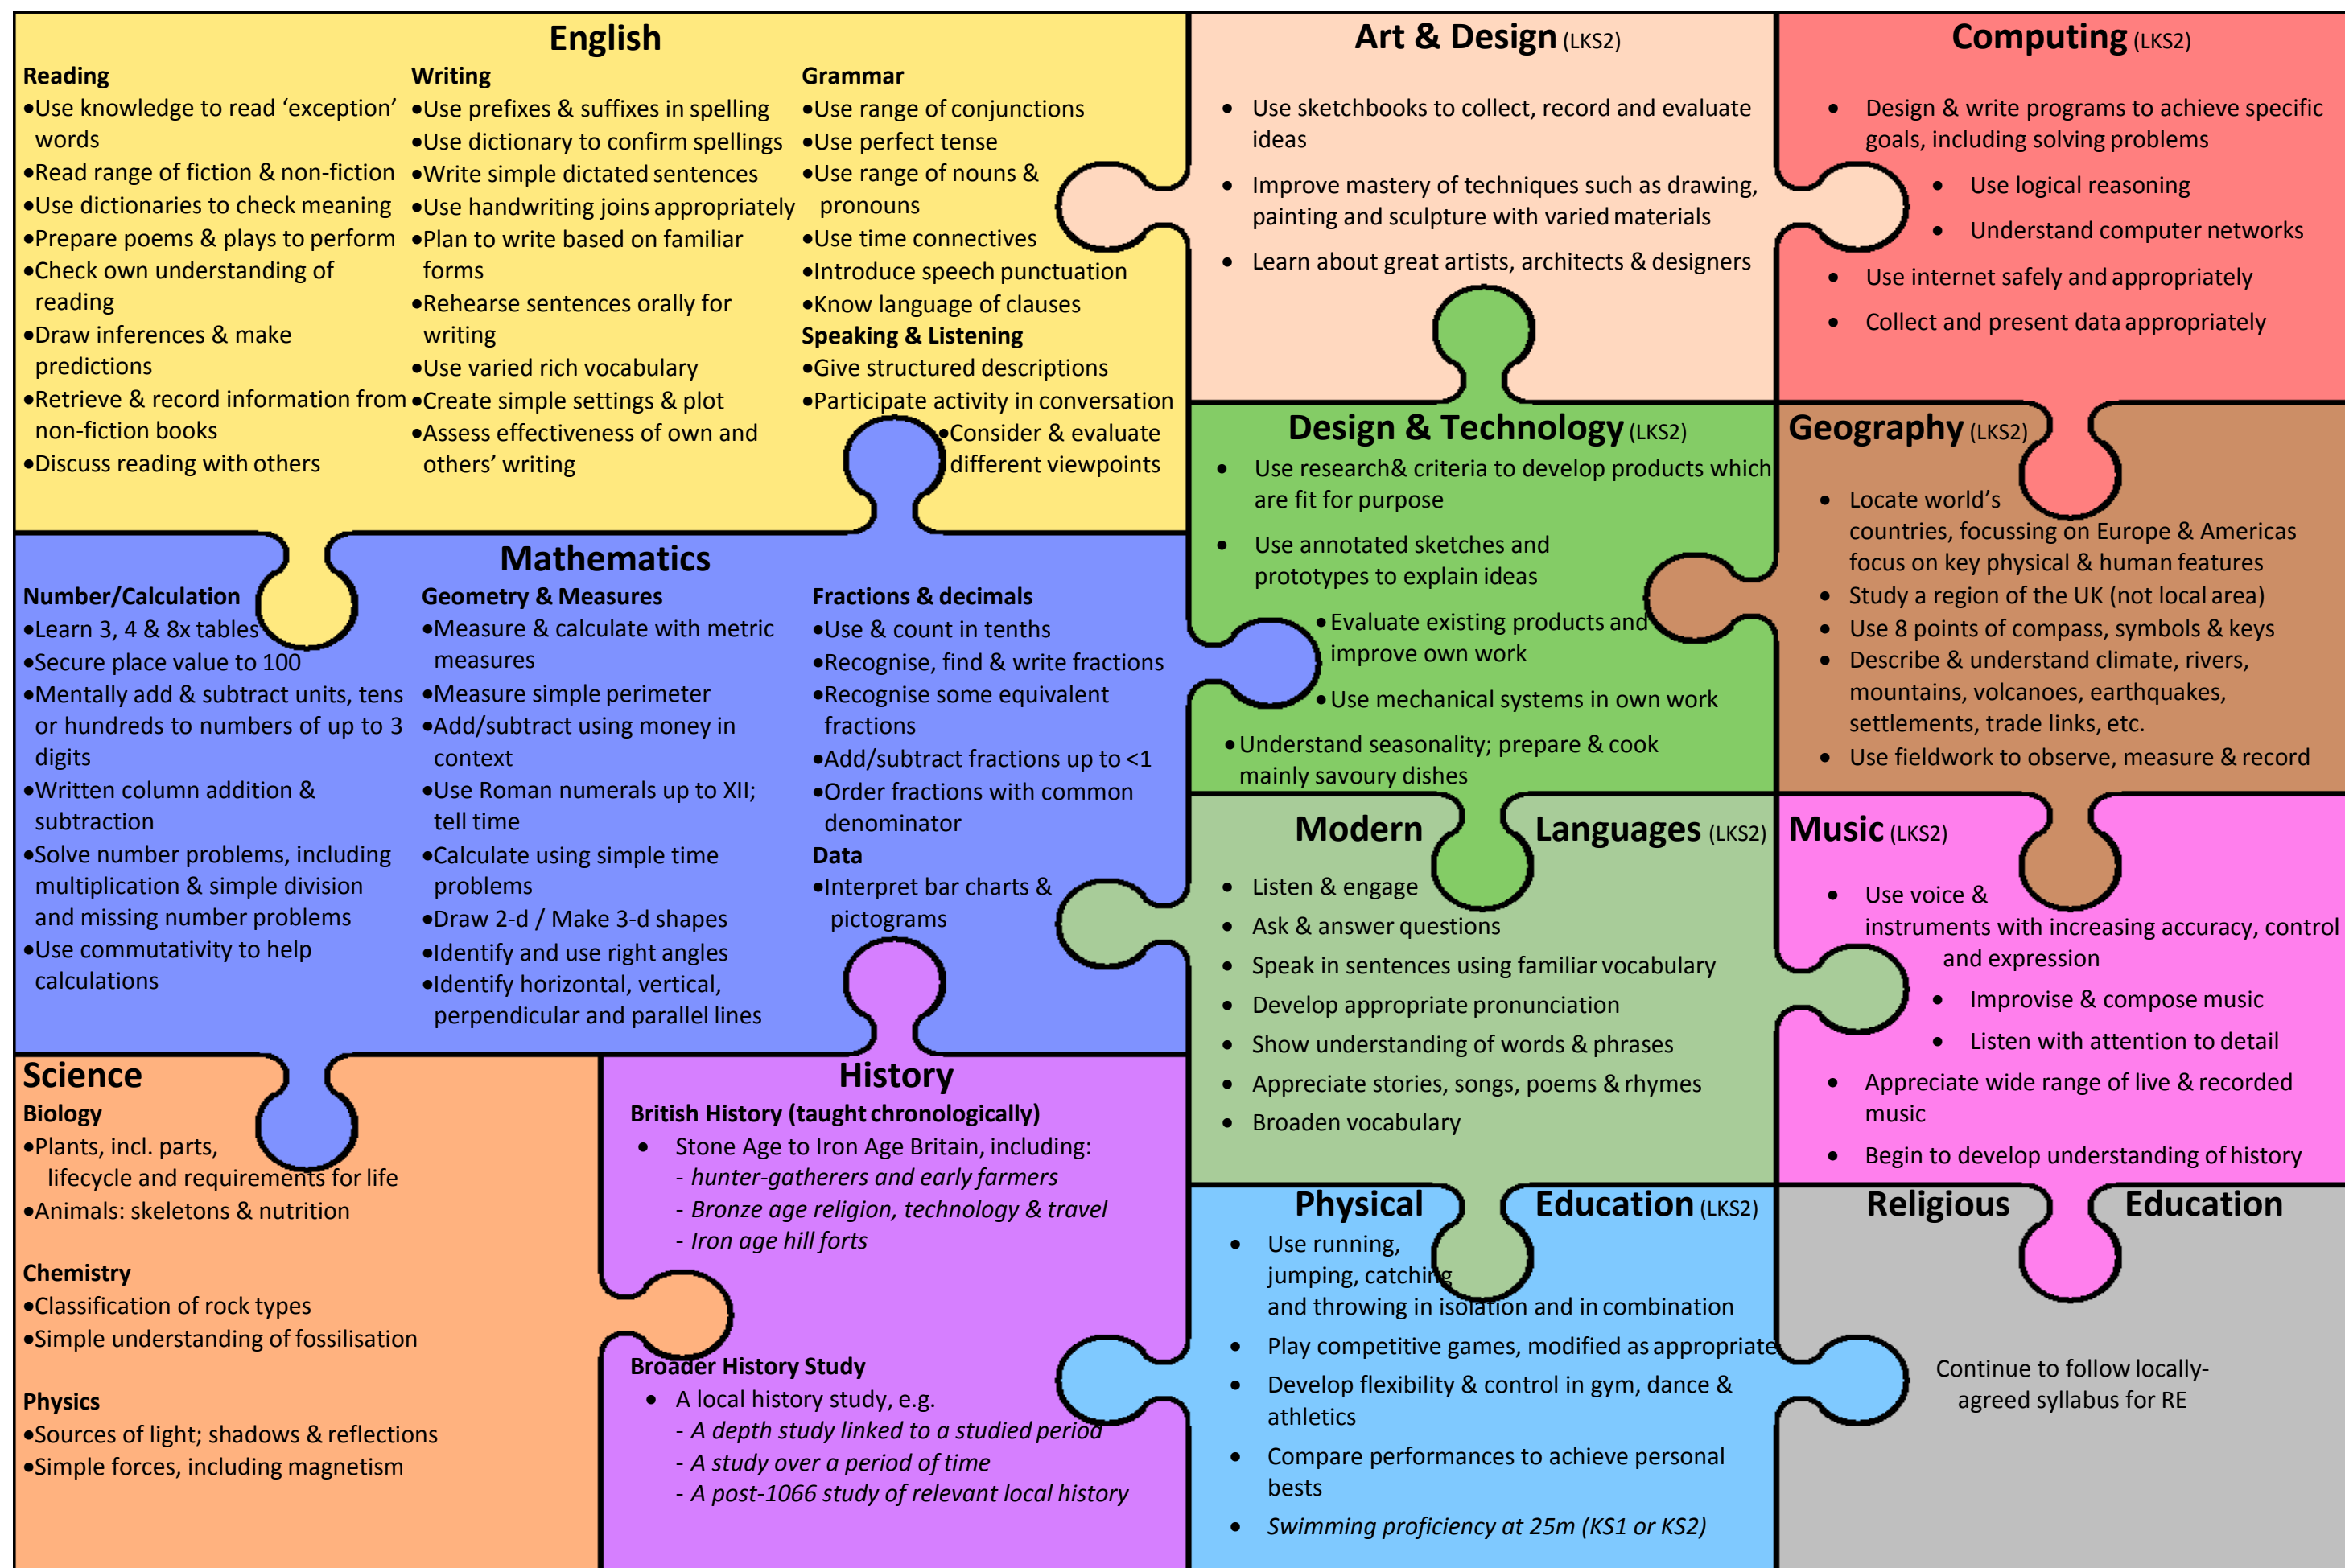 English
Reading
•Use knowledge to read ‘exception’
words
•Read range of fiction & non-fiction
•Use dictionaries to check meaning
•Prepare poems & plays to perform
•Check own understanding of
reading
•Draw inferences & make
predictions
•Retrieve & record information from
non-fiction books
•Discuss reading with others
Writing
•Use prefixes & suffixes in spelling
•Use dictionary to confirm spellings
•Write simple dictated sentences
•Use handwriting joins appropriately
•Plan to write based on familiar
forms
•Rehearse sentences orally for
writing
•Use varied rich vocabulary
•Create simple settings & plot
•Assess effectiveness of own and
others’ writing
Grammar
•Use range of conjunctions
•Use perfect tense
•Use range of nouns &
pronouns
•Use time connectives
•Introduce speech punctuation
•Know language of clauses
Speaking & Listening
•Give structured descriptions
•Participate activity in conversation
•Consider & evaluate
different viewpoints
Art & Design (LKS2)
• Use sketchbooks to collect, record and evaluate
ideas
• Improve mastery of techniques such as drawing,
painting and sculpture with varied materials
• Learn about great artists, architects & designers
Computing (LKS2)
• Design & write programs to achieve specific
goals, including solving problems
• Use logical reasoning
• Understand computer networks
• Use internet safely and appropriately
• Collect and present data appropriately
Mathematics
Number/Calculation
•Learn 3, 4 & 8x tables
•Secure place value to 100
•Mentally add & subtract units, tens
or hundreds to numbers of up to 3
digits
•Written column addition &
subtraction
•Solve number problems, including
multiplication & simple division
and missing number problems
•Use commutativity to help
calculations
Geometry & Measures
•Measure & calculate with metric
measures
•Measure simple perimeter
•Add/subtract using money in
context
•Use Roman numerals up to XII;
tell time
•Calculate using simple time
problems
•Draw 2-d / Make 3-d shapes
•Identify and use right angles
•Identify horizontal, vertical,
perpendicular and parallel lines
Fractions & decimals
•Use & count in tenths
•Recognise, find & write fractions
•Recognise some equivalent
fractions
•Add/subtract fractions up to <1
•Order fractions with common
denominator
Data
•Interpret bar charts &
pictograms
Design & Technology (LKS2)
• Use research& criteria to develop products which
are fit for purpose
• Use annotated sketches and
prototypes to explain ideas
•Evaluate existing products and
improve own work
•Use mechanical systems in own work
•Understand seasonality; prepare & cook
mainly savoury dishes
Geography (LKS2)
• Locate world’s
countries, focussing on Europe & Americas
focus on key physical & human features
• Study a region of the UK (not local area)
• Use 8 points of compass, symbols & keys
• Describe & understand climate, rivers,
mountains, volcanoes, earthquakes,
settlements, trade links, etc.
• Use fieldwork to observe, measure & record
Modern Languages (LKS2)
• Listen & engage
• Ask & answer questions
• Speak in sentences using familiar vocabulary
• Develop appropriate pronunciation
• Show understanding of words & phrases
• Appreciate stories, songs, poems & rhymes
• Broaden vocabulary
Music (LKS2)
• Use voice &
instruments with increasing accuracy, control
and expression
• Improvise & compose music
• Listen with attention to detail
• Appreciate wide range of live & recorded
music
• Begin to develop understanding of history
Science
Biology
•Plants, incl. parts,
lifecycle and requirements for life
•Animals: skeletons & nutrition
Chemistry
•Classification of rock types
•Simple understanding of fossilisation
Physics
•Sources of light; shadows & reflections
•Simple forces, including magnetism
History
British History (taught chronologically)
• Stone Age to Iron Age Britain, including:
- hunter-gatherers and early farmers
- Bronze age religion, technology & travel
- Iron age hill forts
Broader History Study
• A local history study, e.g.
- A depth study linked to a studied period
- A study over a period of time
- A post-1066 study of relevant local history
Physical Education (LKS2)
• Use running,
jumping, catching
and throwing in isolation and in combination
• Play competitive games, modified as appropriate
• Develop flexibility & control in gym, dance &
athletics
• Compare performances to achieve personal
bests
• Swimming proficiency at 25m (KS1 or KS2)
Religious Education
Continue to follow locally-
agreed syllabus for RE